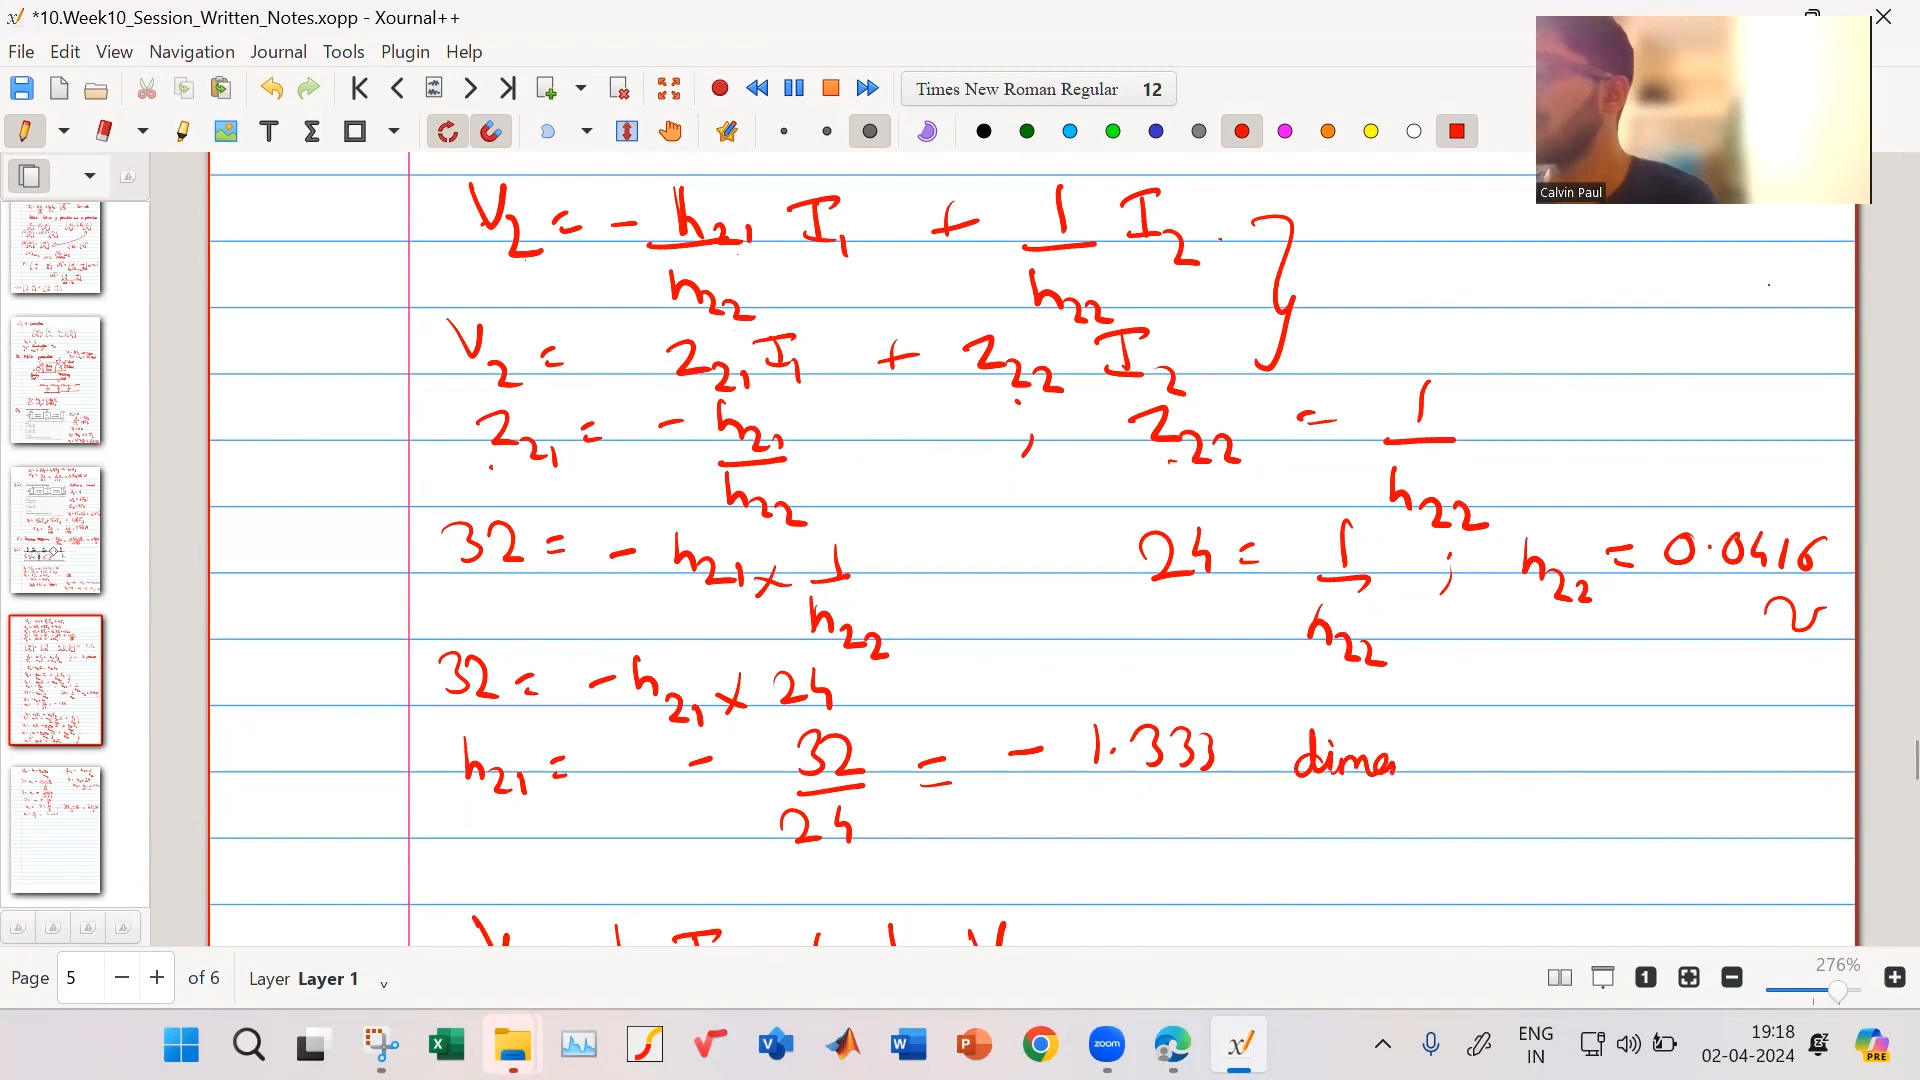 *10.Week10_Session_Written_Notes.xopp - Xournal++
File Edit View Navigation Journal Tools Plugin Help
Times New Roman Regular 12
Calvin Paul
V₂ = - h₂₁/h₂₂ I₁ + 1/h₂₂ I₂
V₂ = Z₂₁ I₁ + Z₂₂ I₂
Z₂₁ = - h₂₁/h₂₂ ; Z₂₂ = 1/h₂₂
32 = - h₂₁ × 1/h₂₂ 24 = 1/h₂₂ ; h₂₂ = 0.0416 ℧
32 = - h₂₁ × 24
h₂₁ = - 32/24 = - 1.333 dime
Page 5 of 6 Layer Layer 1
276%
zoom
ENG
IN
19:18
02-04-2024
PRE